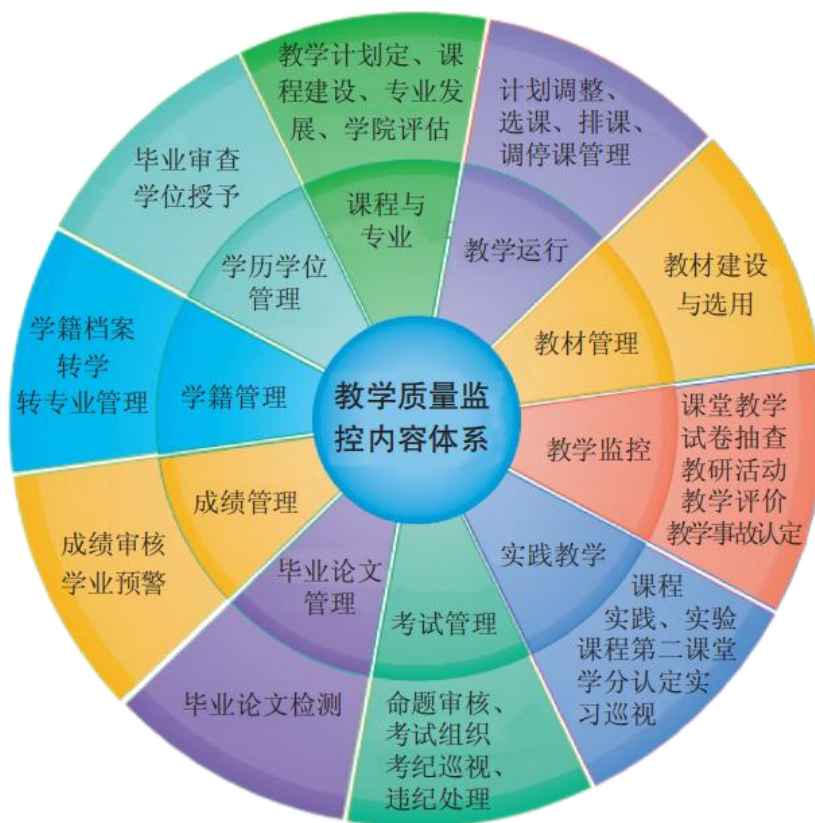 教学质量监
控内容体系
课程与
专业
教学计划定、课
程建设、专业发
展、学院评估
教学运行
计划调整、
选课、排课、
调停课管理
教材管理
教材建设
与选用
教学监控
课堂教学
试卷抽查
教研活动
教学评价
教学事故认定
实践教学
课程
实践、实验
课程第二课堂
学分认定实
习巡视
考试管理
命题审核、
考试组织
考纪巡视、
违纪处理
毕业论文
管理
毕业论文检测
成绩管理
成绩审核
学业预警
学籍管理
学籍档案
转学
转专业管理
学历学位
管理
毕业审查
学位授予